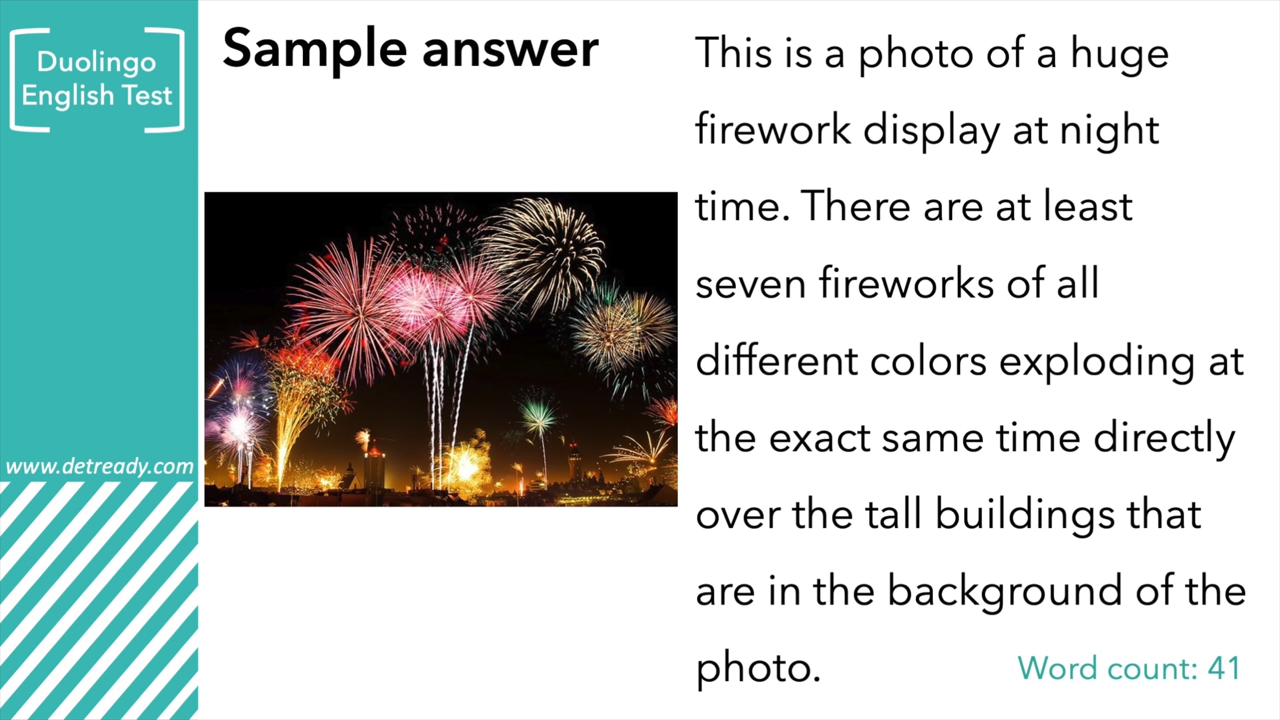 Duolingo
English Test
Sample answer
www.detready.com
This is a photo of a huge
firework display at night
time. There are at least
seven fireworks of all
different colors exploding at
the exact same time directly
over the tall buildings that
are in the background of the
photo.
Word count: 41